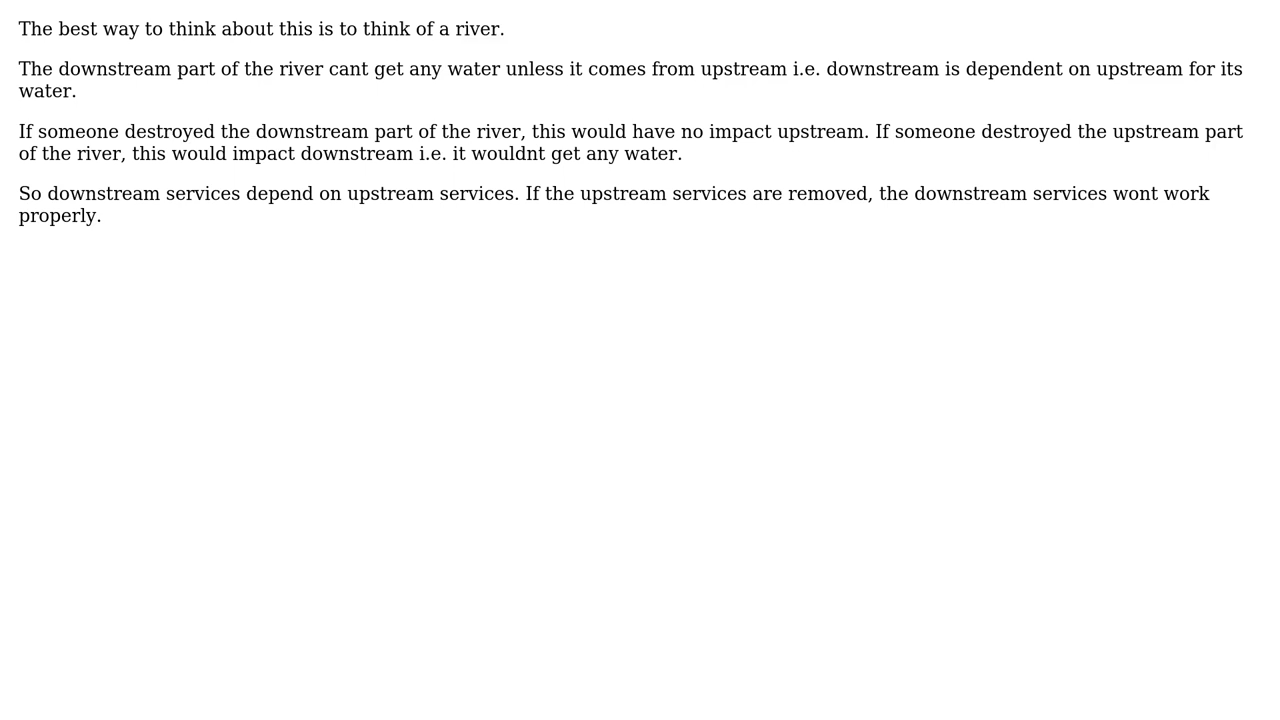 The best way to think about this is to think of a river.
The downstream part of the river cant get any water unless it comes from upstream i.e. downstream is dependent on upstream for its
water.
If someone destroyed the downstream part of the river, this would have no impact upstream. If someone destroyed the upstream part
of the river, this would impact downstream i.e. it wouldnt get any water.
So downstream services depend on upstream services. If the upstream services are removed, the downstream services wont work
properly.